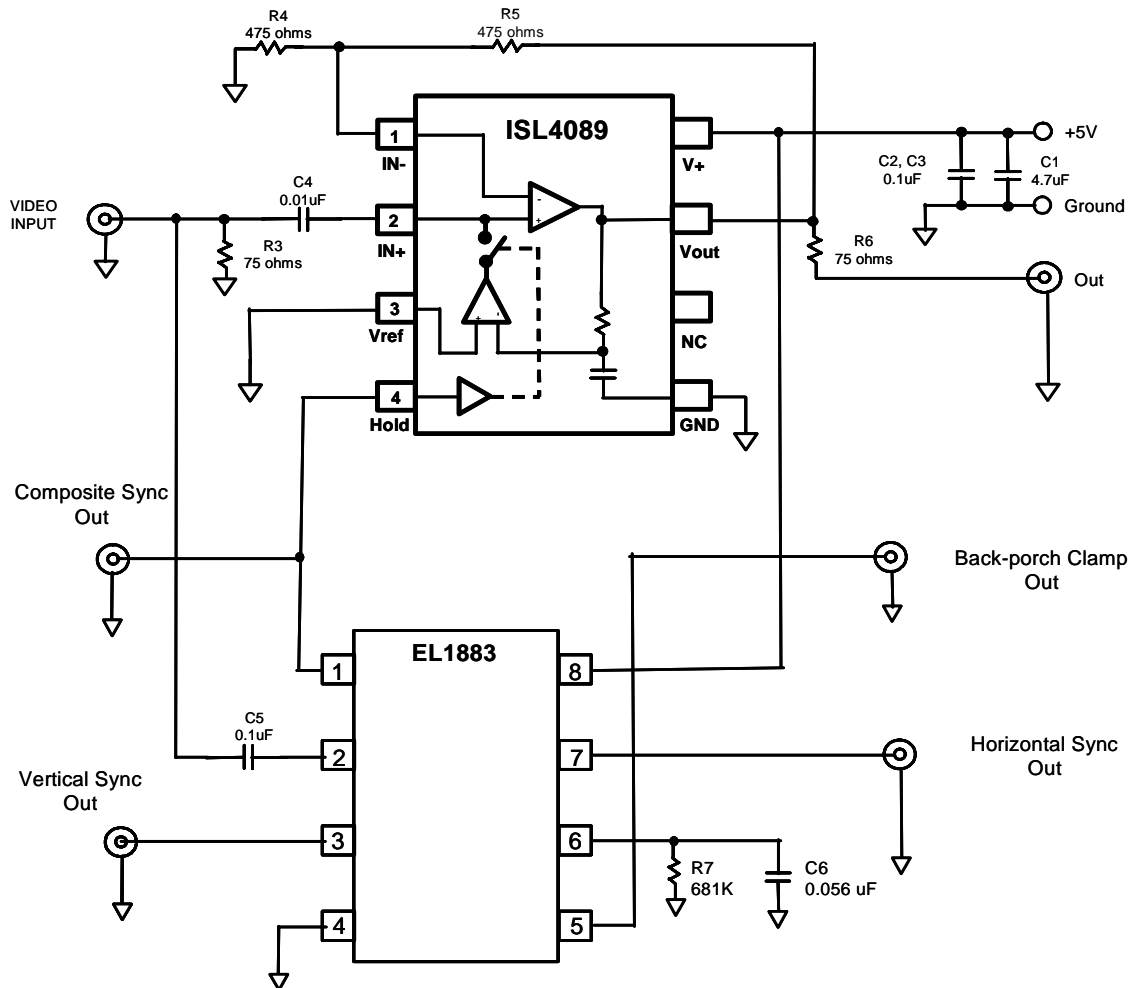 R4
475 ohms
R5
475 ohms
ISL4089
1
IN-
V+
+5V
C2, C3
0.1uF
C1
4.7uF
Ground
VIDEO
INPUT
C4
0.01uF
2
IN+
R3
75 ohms
-
+
Vout
R6
75 ohms
Out
3
Vref
+
-
NC
4
Hold
GND
Composite Sync
Out
Back-porch Clamp
Out
EL1883
1
8
C5
0.1uF
2
7
Horizontal Sync
Out
Vertical Sync
Out
3
6
R7
681K
C6
0.056 uF
4
5